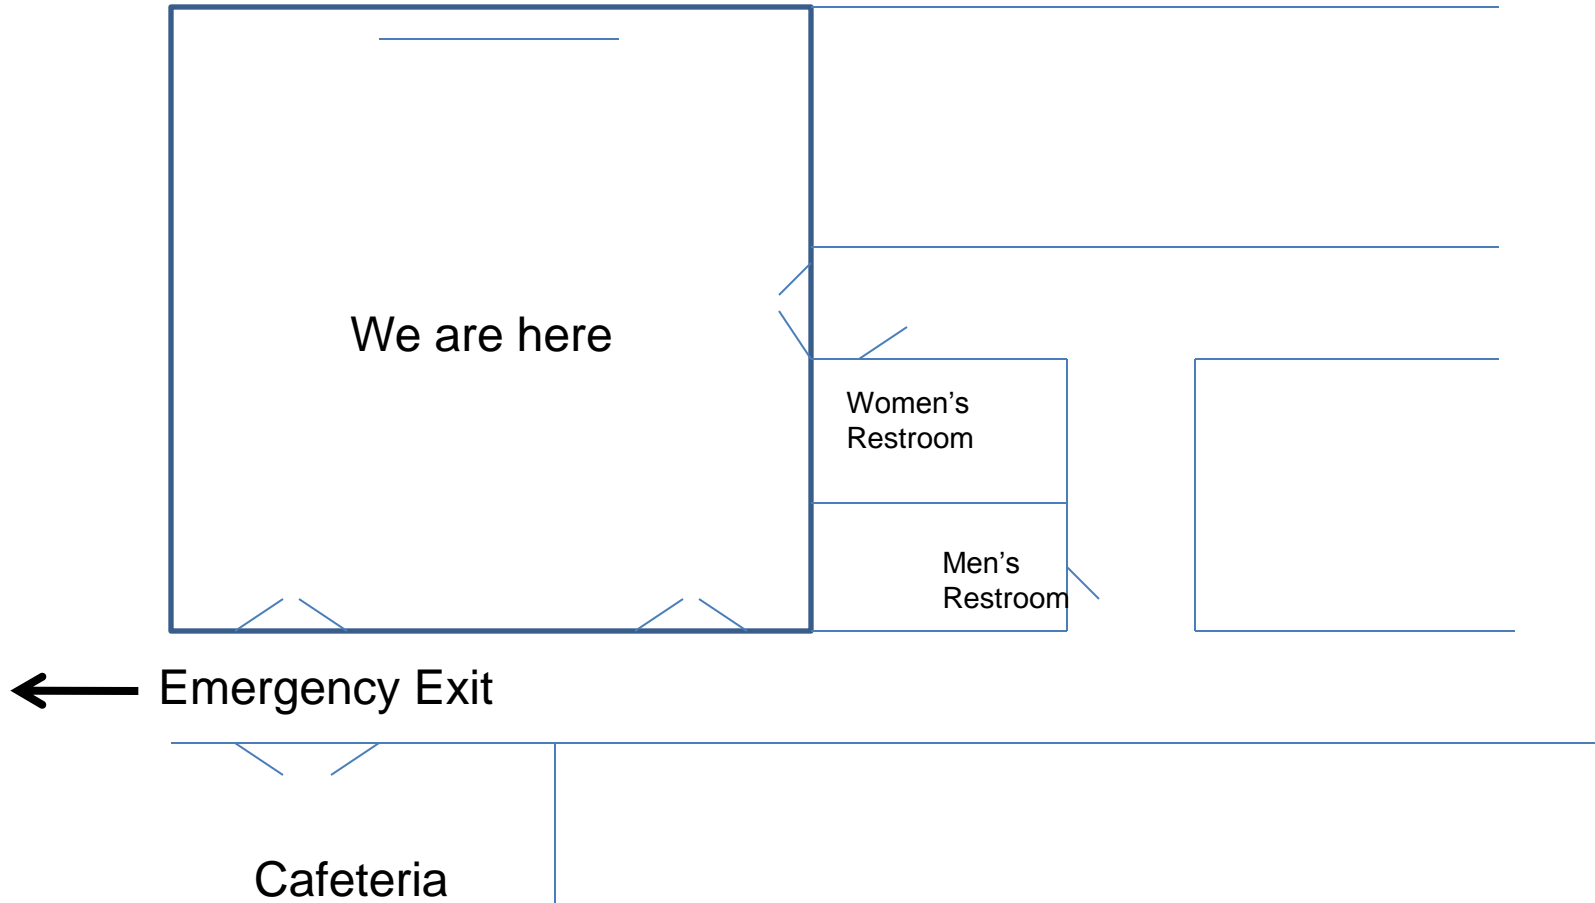 We are here
Women’s
Restroom
Men’s
Restroom
Emergency Exit
Cafeteria